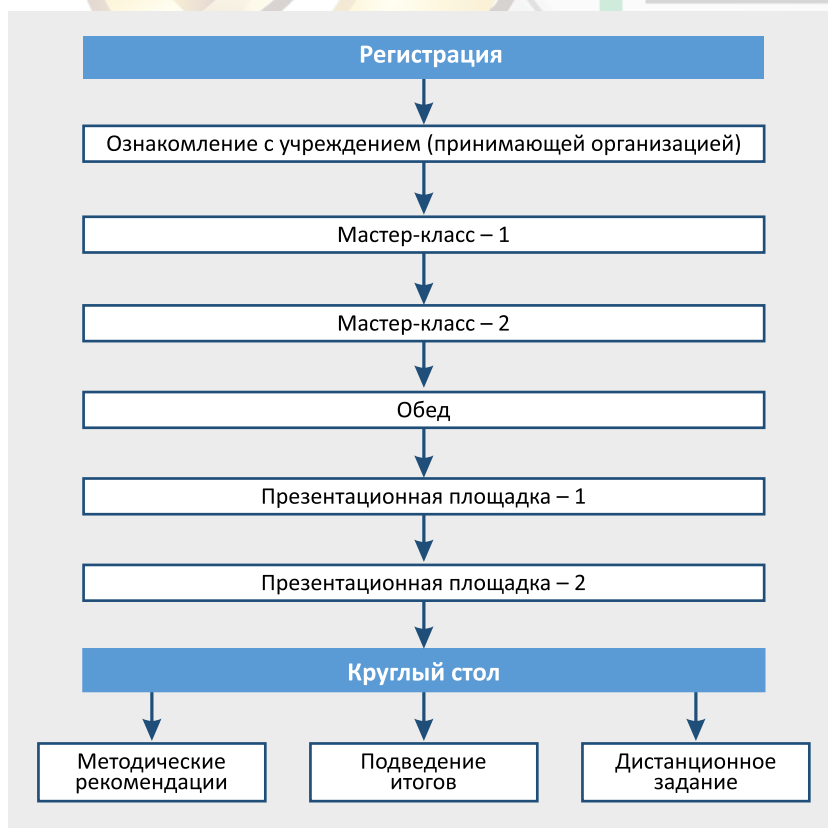 Регистрация
Ознакомление с учреждением (принимающей организацией)
Мастер-класс – 1
Мастер-класс – 2
Обед
Презентационная площадка – 1
Презентационная площадка – 2
Круглый стол
Методические
рекомендации
Подведение
итогов
Дистанционное
задание